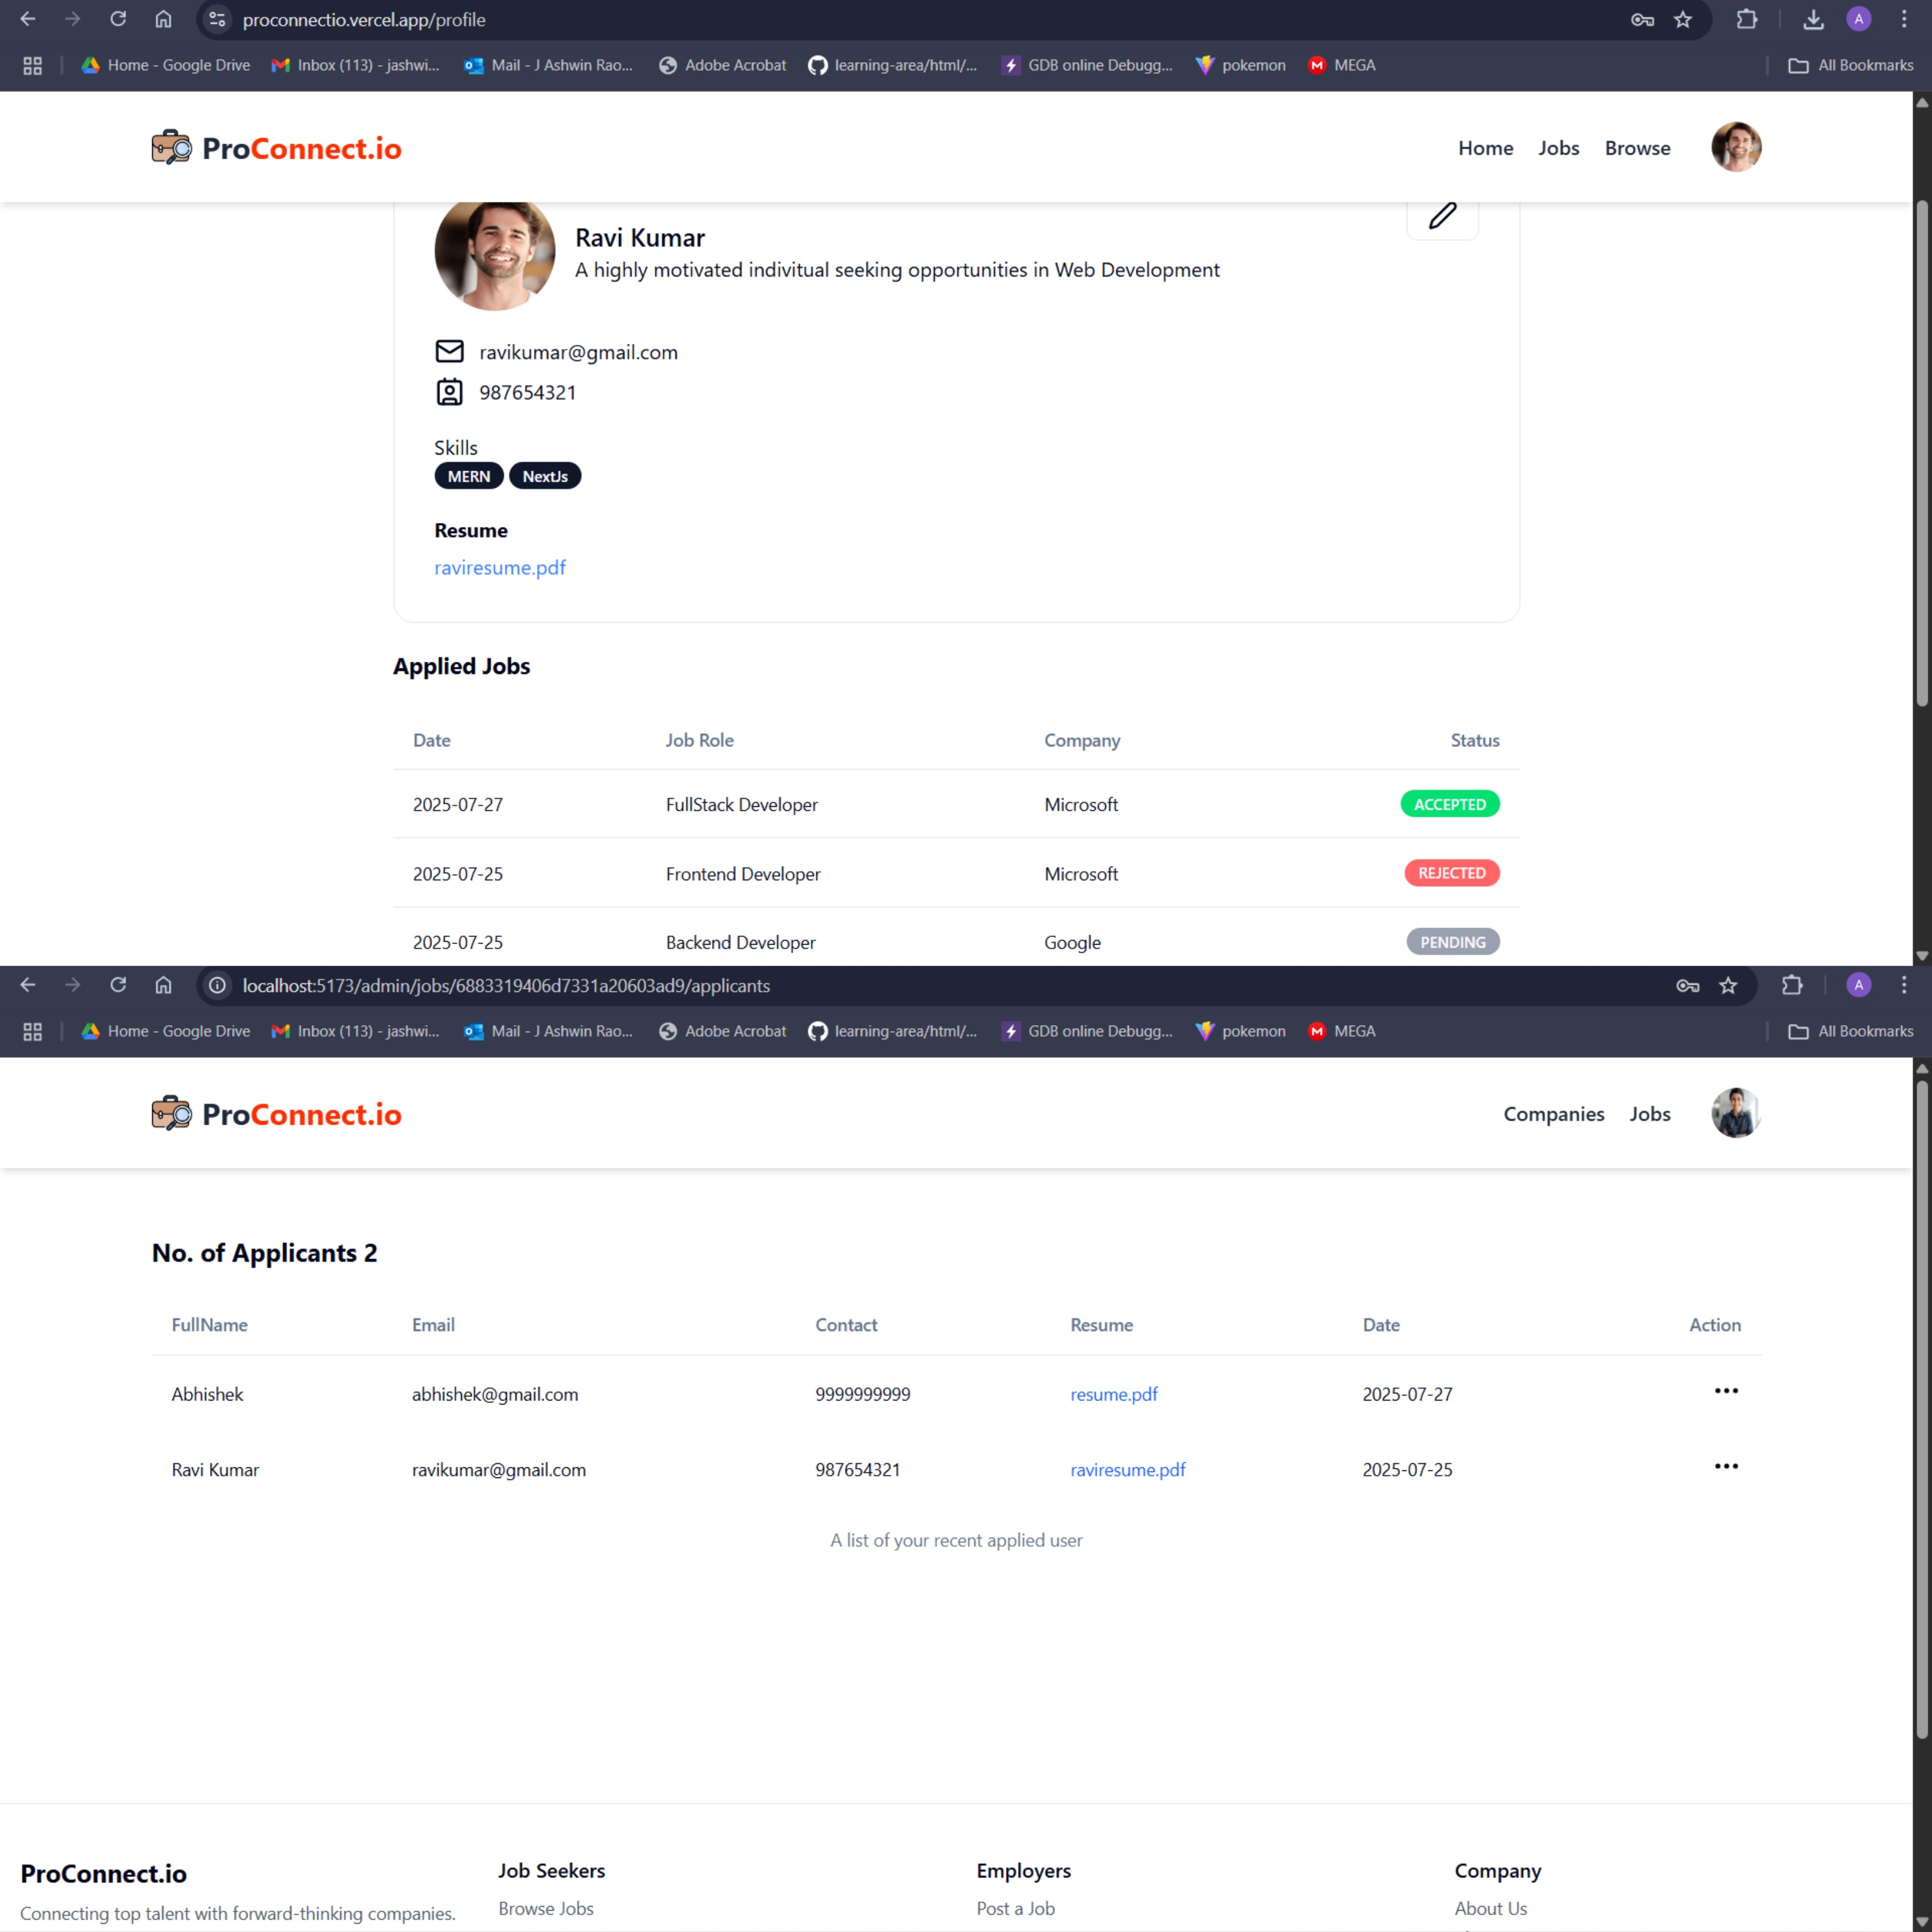 proconnectio.vercel.app/profile
A
Home - Google Drive Inbox (113) - jashwi... Mail - J Ashwin Rao... Adobe Acrobat learning-area/html/... GDB online Debugg... pokemon MEGA All Bookmarks
ProConnect.io Home Jobs Browse
Ravi Kumar
A highly motivated indivitual seeking opportunities in Web Development
ravikumar@gmail.com
987654321
Skills
MERN NextJs
Resume
raviresume.pdf
Applied Jobs
Date Job Role Company Status
2025-07-27 FullStack Developer Microsoft ACCEPTED
2025-07-25 Frontend Developer Microsoft REJECTED
2025-07-25 Backend Developer Google PENDING
localhost:5173/admin/jobs/6883319406d7331a20603ad9/applicants
A
Home - Google Drive Inbox (113) - jashwi... Mail - J Ashwin Rao... Adobe Acrobat learning-area/html/... GDB online Debugg... pokemon MEGA All Bookmarks
ProConnect.io Companies Jobs
No. of Applicants 2
FullName Email Contact Resume Date Action
Abhishek abhishek@gmail.com 9999999999 resume.pdf 2025-07-27
Ravi Kumar ravikumar@gmail.com 987654321 raviresume.pdf 2025-07-25
A list of your recent applied user
ProConnect.io Job Seekers Employers Company
Connecting top talent with forward-thinking companies. Browse Jobs Post a Job About Us